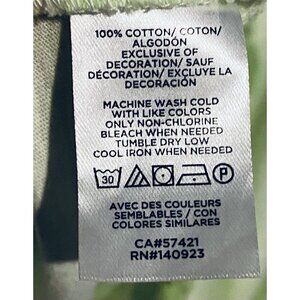 100% COTTON/ COTON/
ALGODÓN
EXCLUSIVE OF
DECORATION/ SAUF
DÉCORATION/ EXCLUYE LA
DECORACIÓN
MACHINE WASH COLD
WITH LIKE COLORS
ONLY NON-CHLORINE
BLEACH WHEN NEEDED
TUMBLE DRY LOW
COOL IRON WHEN NEEDED
30 P
AVEC DES COULEURS
SEMBLABLES / CON
COLORES SIMILARES
CA#57421
RN#140923